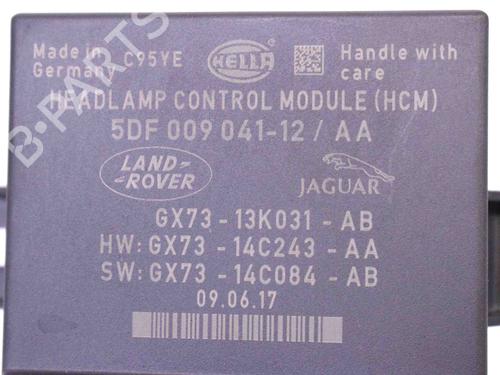 Made in Germany C95YE HELLA Handle with care
HEADLAMP CONTROL MODULE (HCM)
5DF 009 041-12 / AA
LAND-ROVER JAGUAR
GX73 - 13K031 - AB
HW: GX73 - 14C243 - AA
SW: GX73 - 14C084 - AB
09.06.17
B-PARTS